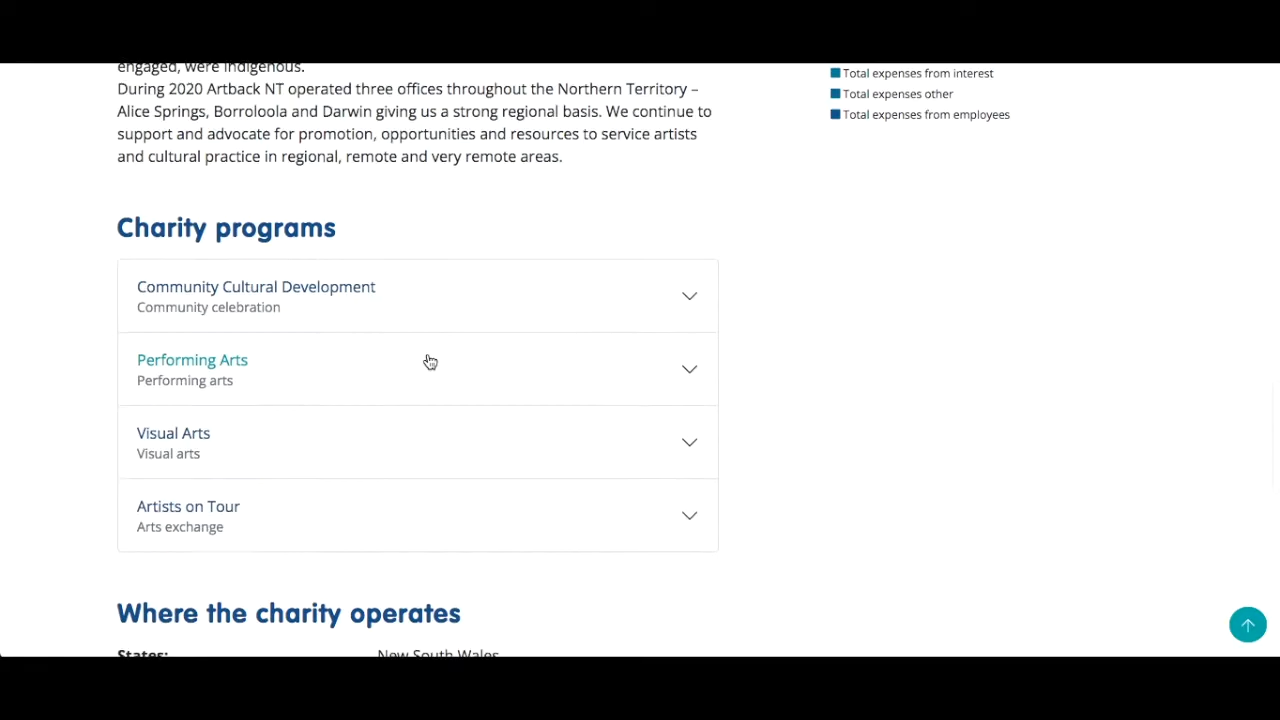 engaged, were Indigenous.
During 2020 Artback NT operated three offices throughout the Northern Territory –
Alice Springs, Borroloola and Darwin giving us a strong regional basis. We continue to
support and advocate for promotion, opportunities and resources to service artists
and cultural practice in regional, remote and very remote areas.
Total expenses from interest
Total expenses other
Total expenses from employees
Charity programs
Community Cultural Development
Community celebration
Performing Arts
Performing arts
Visual Arts
Visual arts
Artists on Tour
Arts exchange
Where the charity operates
States: New South Wales